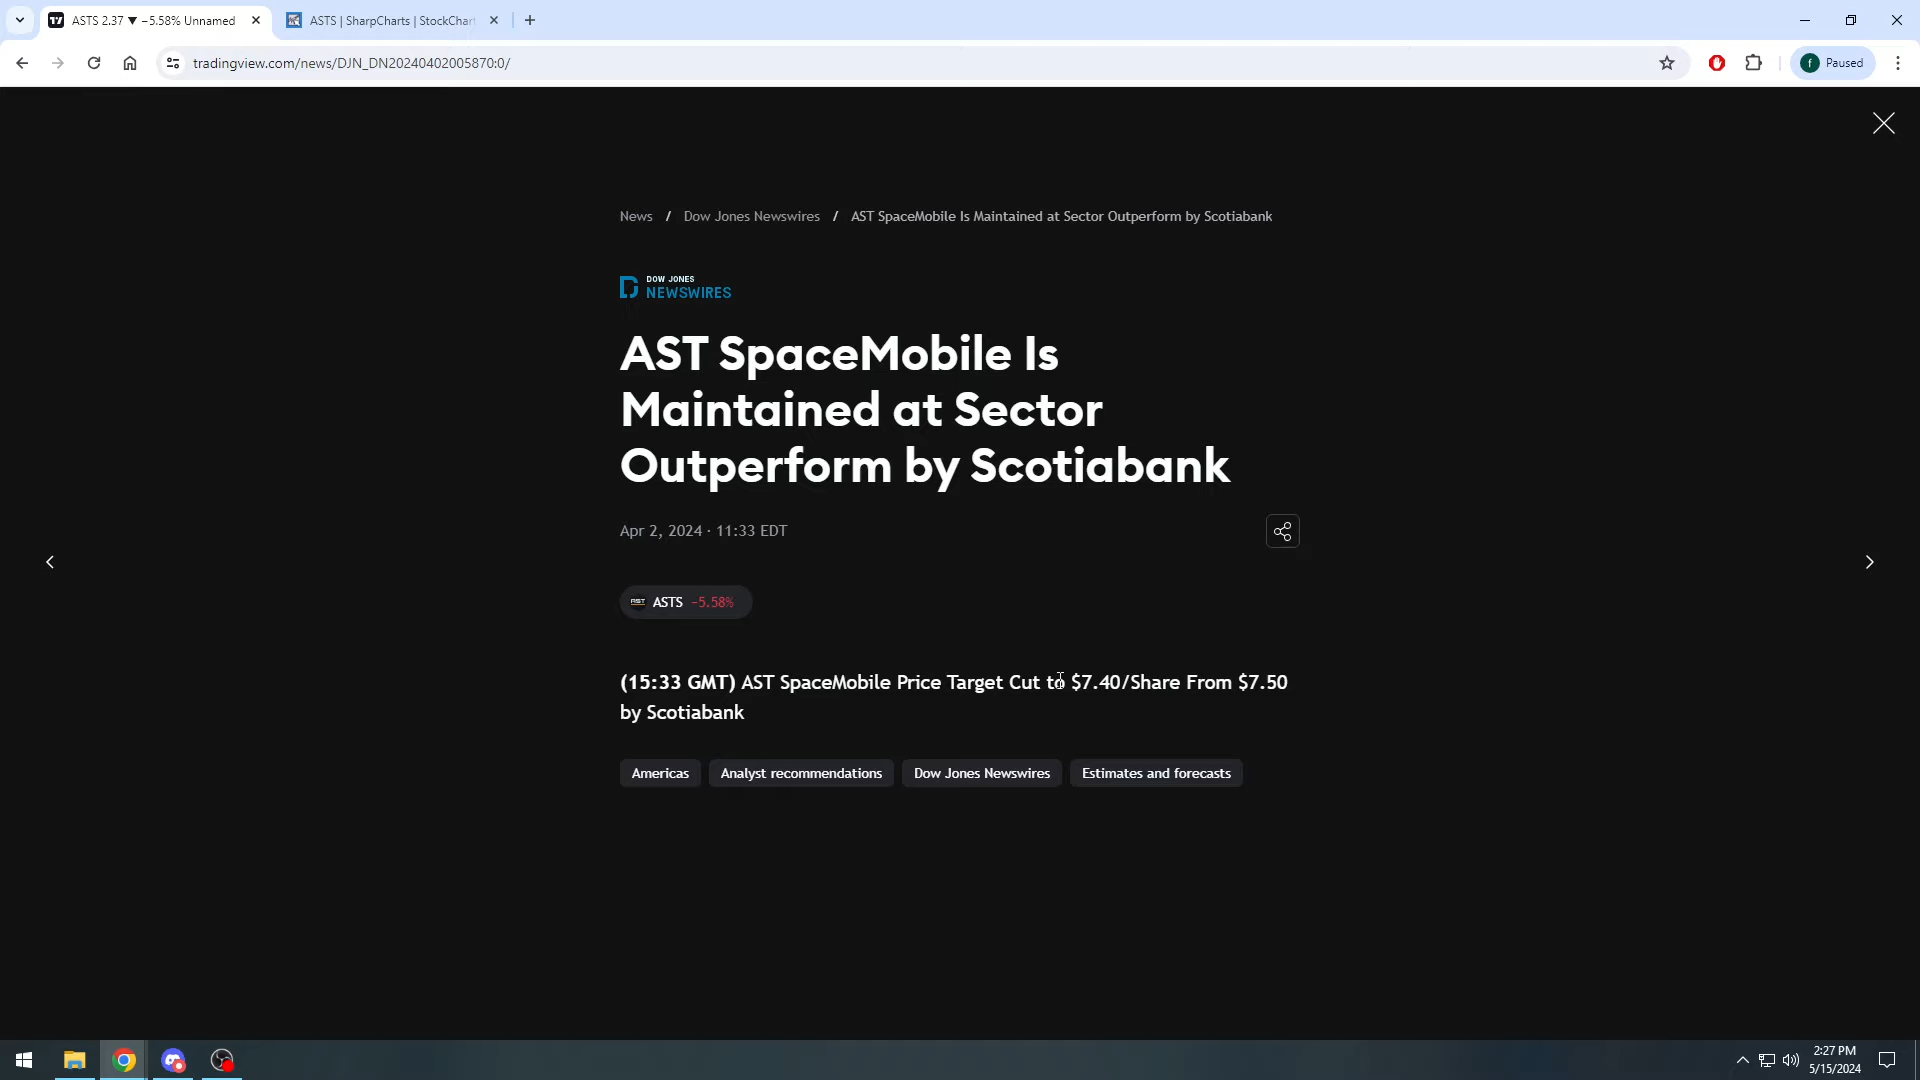 ASTS 2.37 ▼ −5.58% Unnamed
ASTS | SharpCharts | StockChar
tradingview.com/news/DJN_DN20240402005870:0/
f Paused
News / Dow Jones Newswires / AST SpaceMobile Is Maintained at Sector Outperform by Scotiabank
DOW JONES
NEWSWIRES
AST SpaceMobile Is
Maintained at Sector
Outperform by Scotiabank
Apr 2, 2024 · 11:33 EDT
AST ASTS −5.58%
(15:33 GMT) AST SpaceMobile Price Target Cut to $7.40/Share From $7.50
by Scotiabank
Americas Analyst recommendations Dow Jones Newswires Estimates and forecasts
2:27 PM
5/15/2024